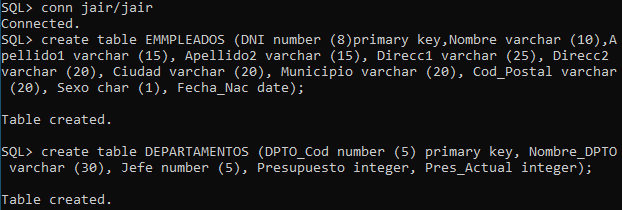 SQL> conn jair/jair
Connected.
SQL> create table EMMPLEADOS (DNI number (8)primary key,Nombre varchar (10),A
pellido1 varchar (15), Apellido2 varchar (15), Direcc1 varchar (25), Direcc2
varchar (20), Ciudad varchar (20), Municipio varchar (20), Cod_Postal varchar
(20), Sexo char (1), Fecha_Nac date);
Table created.
SQL> create table DEPARTAMENTOS (DPTO_Cod number (5) primary key, Nombre_DPTO
varchar (30), Jefe number (5), Presupuesto integer, Pres_Actual integer);
Table created.